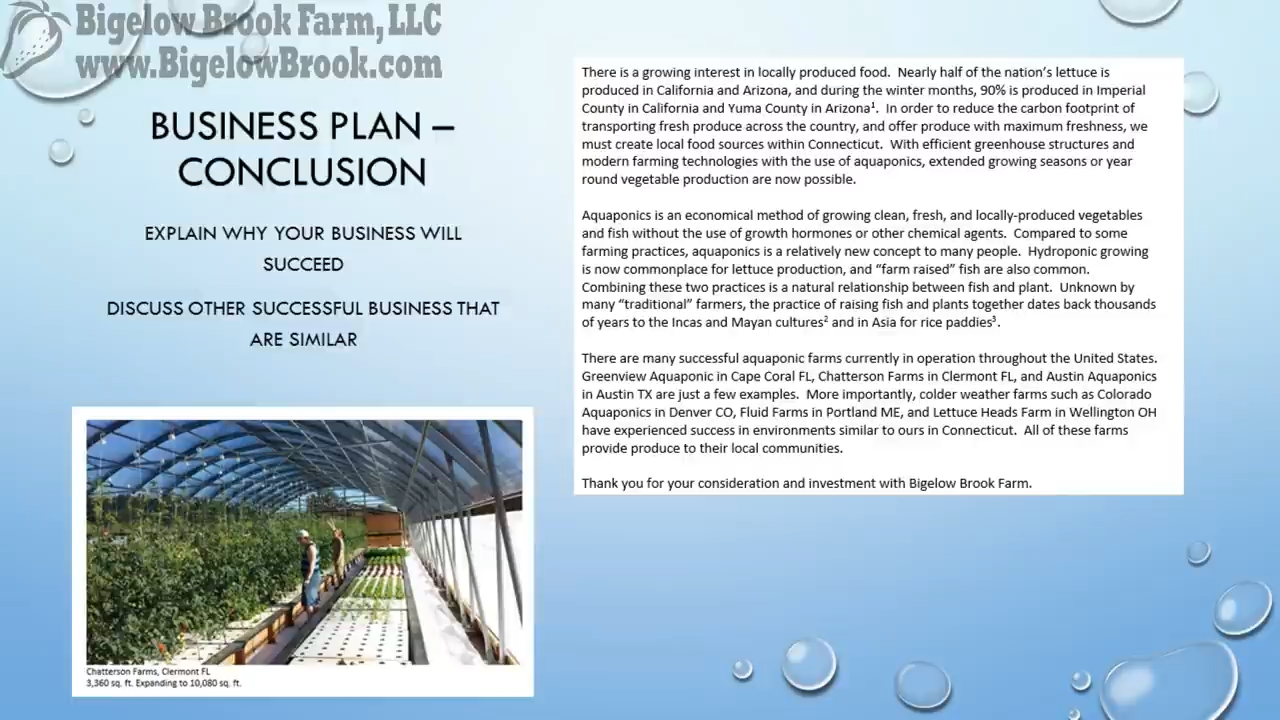 Bigelow Brook Farm, LLC
www.BigelowBrook.com
BUSINESS PLAN –
CONCLUSION
EXPLAIN WHY YOUR BUSINESS WILL
SUCCEED
DISCUSS OTHER SUCCESSFUL BUSINESS THAT
ARE SIMILAR
Chatterson Farms, Clermont FL
3,360 sq. ft. Expanding to 10,080 sq. ft.
There is a growing interest in locally produced food. Nearly half of the nation's lettuce is
produced in California and Arizona, and during the winter months, 90% is produced in Imperial
County in California and Yuma County in Arizona¹. In order to reduce the carbon footprint of
transporting fresh produce across the country, and offer produce with maximum freshness, we
must create local food sources within Connecticut. With efficient greenhouse structures and
modern farming technologies with the use of aquaponics, extended growing seasons or year
round vegetable production are now possible.
Aquaponics is an economical method of growing clean, fresh, and locally-produced vegetables
and fish without the use of growth hormones or other chemical agents. Compared to some
farming practices, aquaponics is a relatively new concept to many people. Hydroponic growing
is now commonplace for lettuce production, and “farm raised” fish are also common.
Combining these two practices is a natural relationship between fish and plant. Unknown by
many “traditional” farmers, the practice of raising fish and plants together dates back thousands
of years to the Incas and Mayan cultures² and in Asia for rice paddies³.
There are many successful aquaponic farms currently in operation throughout the United States.
Greenview Aquaponic in Cape Coral FL, Chatterson Farms in Clermont FL, and Austin Aquaponics
in Austin TX are just a few examples. More importantly, colder weather farms such as Colorado
Aquaponics in Denver CO, Fluid Farms in Portland ME, and Lettuce Heads Farm in Wellington OH
have experienced success in environments similar to ours in Connecticut. All of these farms
provide produce to their local communities.
Thank you for your consideration and investment with Bigelow Brook Farm.